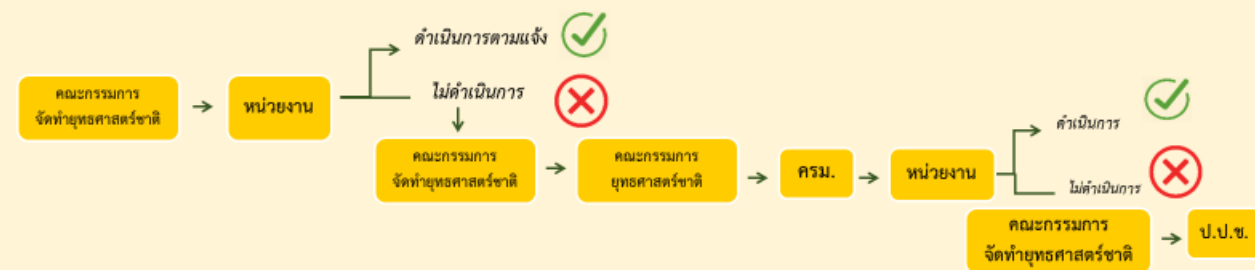 ดำเนินการตามแจ้ง
คณะกรรมการ
จัดทำยุทธศาสตร์ชาติ
หน่วยงาน
ไม่ดำเนินการ
คณะกรรมการ
จัดทำยุทธศาสตร์ชาติ
คณะกรรมการ
ยุทธศาสตร์ชาติ
ครม.
หน่วยงาน
ดำเนินการ
ไม่ดำเนินการ
คณะกรรมการ
จัดทำยุทธศาสตร์ชาติ
ป.ป.ช.